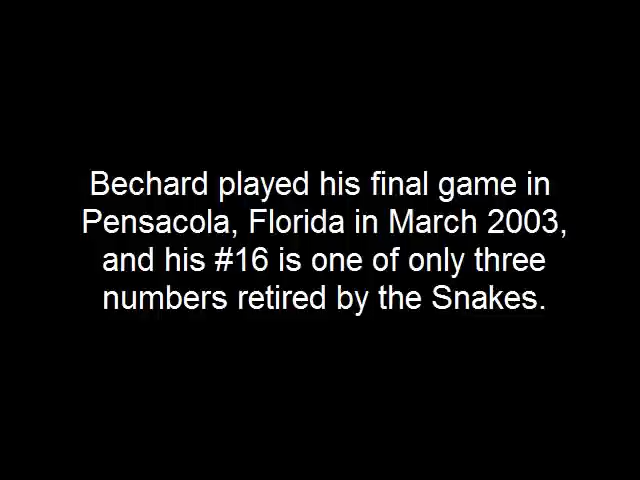 Bechard played his final game in
Pensacola, Florida in March 2003,
and his #16 is one of only three
numbers retired by the Snakes.